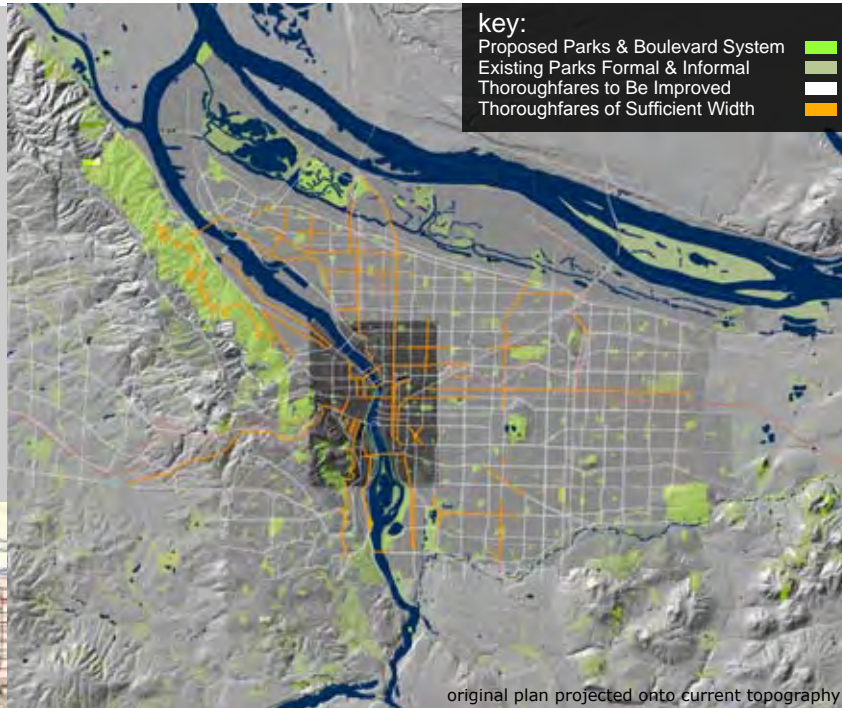 key:
Proposed Parks & Boulevard System
Existing Parks Formal & Informal
Thoroughfares to Be Improved
Thoroughfares of Sufficient Width
original plan projected onto current topography